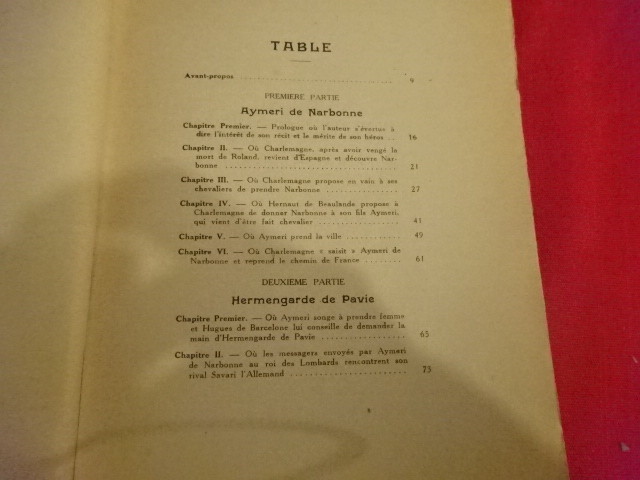 TABLE
Avant-propos . . . . . . . . . . . . . . . . . . . . 9
PREMIÈRE PARTIE
Aymeri de Narbonne
Chapitre Premier. — Prologue où l'auteur s'évertue à
dire l'intérêt de son récit et le mérite de son héros . . 16
Chapitre II. — Où Charlemagne, après avoir vengé la
mort de Roland, revient d'Espagne et découvre Nar-
bonne . . . . . . . . . . . . . . . . . . . . 21
Chapitre III. — Où Charlemagne propose en vain à ses
chevaliers de prendre Narbonne . . . . . . . . . . 27
Chapitre IV. — Où Hernaut de Beaulande propose à
Charlemagne de donnar Narbonne à son fils Aymeri,
qui vient d'être fait chevalier . . . . . . . . . . 41
Chapitre V. — Où Aymeri prend la ville . . . . . . 49
Chapitre VI. — Où Charlemagne « saisit » Aymeri de
Narbonne et reprend le chemin de France . . . . . . 61
DEUXIÈME PARTIE
Hermengarde de Pavie
Chapitre Premier. — Où Aymeri songe à prendre femme
et Hugues de Barcelone lui conseille de demander la
main d'Hermengarde de Pavie . . . . . . . . . . 65
Chapitre II. — Où les messagers envoyés par Aymeri
de Narbonne au roi des Lombards rencontrent son
rival Savari l'Allemand . . . . . . . . . . . . . . 73